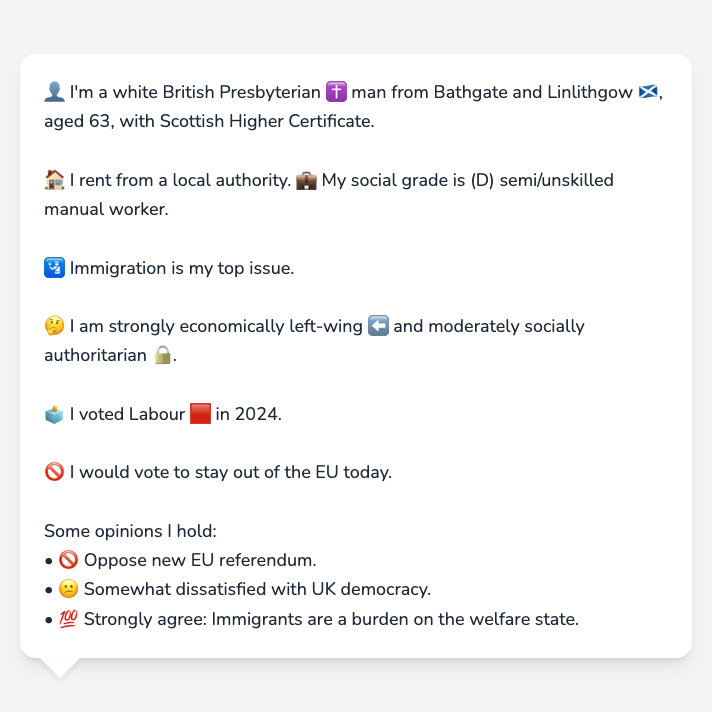 👤 I'm a white British Presbyterian ✝️ man from Bathgate and Linlithgow 🏴󠁧󠁢󠁳󠁣󠁴󠁿,
aged 63, with Scottish Higher Certificate.
🏠 I rent from a local authority. 💼 My social grade is (D) semi/unskilled
manual worker.
🛂 Immigration is my top issue.
🤔 I am strongly economically left-wing ⬅️ and moderately socially
authoritarian 🔒.
🗳️ I voted Labour 🟥 in 2024.
🚫 I would vote to stay out of the EU today.
Some opinions I hold:
• 🚫 Oppose new EU referendum.
• 😕 Somewhat dissatisfied with UK democracy.
• 💯 Strongly agree: Immigrants are a burden on the welfare state.